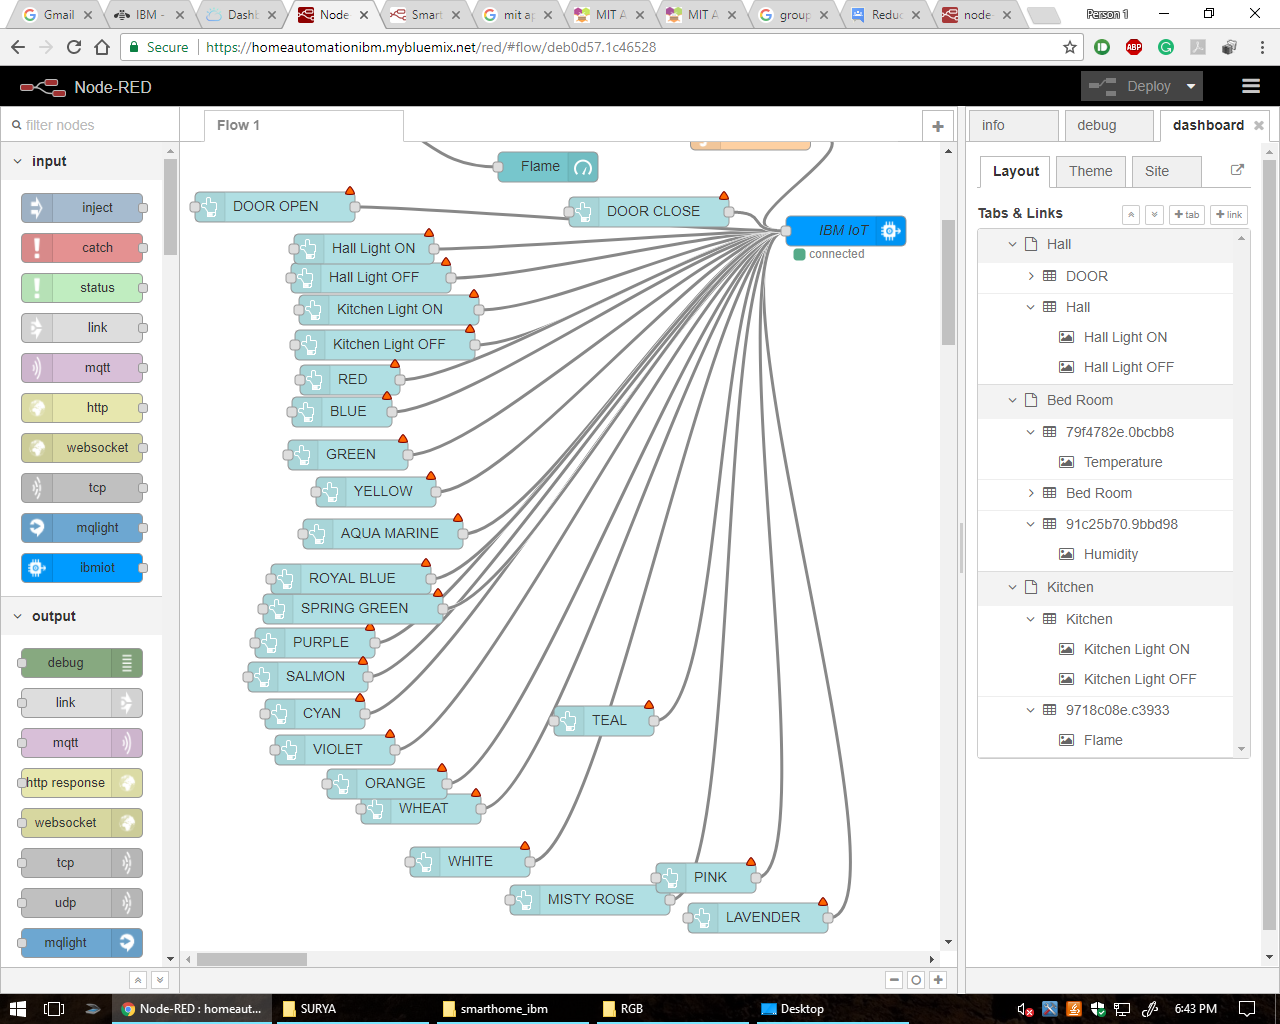 Gmail
IBM -
Dashb
Node
Smart
mit ap
MIT A
MIT A
group
Reduc
node
Person 1
Secure
https://homeautomationibm.mybluemix.net/red/#flow/deb0d57.1c46528
ABP
Node-RED
Deploy
filter nodes
Flow 1
info
debug
dashboard
input
inject
catch
status
link
mqtt
http
websocket
tcp
mqlight
ibmiot
output
debug
link
mqtt
http response
websocket
tcp
udp
mqlight
Flame
DOOR OPEN
DOOR CLOSE
IBM IoT
connected
Hall Light ON
Hall Light OFF
Kitchen Light ON
Kitchen Light OFF
RED
BLUE
GREEN
YELLOW
AQUA MARINE
ROYAL BLUE
SPRING GREEN
PURPLE
SALMON
CYAN
TEAL
VIOLET
ORANGE
WHEAT
WHITE
PINK
MISTY ROSE
LAVENDER
Layout
Theme
Site
Tabs & Links
+ tab
+ link
Hall
DOOR
Hall
Hall Light ON
Hall Light OFF
Bed Room
79f4782e.0bcbb8
Temperature
Bed Room
91c25b70.9bbd98
Humidity
Kitchen
Kitchen
Kitchen Light ON
Kitchen Light OFF
9718c08e.c3933
Flame
Node-RED : homeaut...
SURYA
smarthome_ibm
RGB
Desktop
6:43 PM